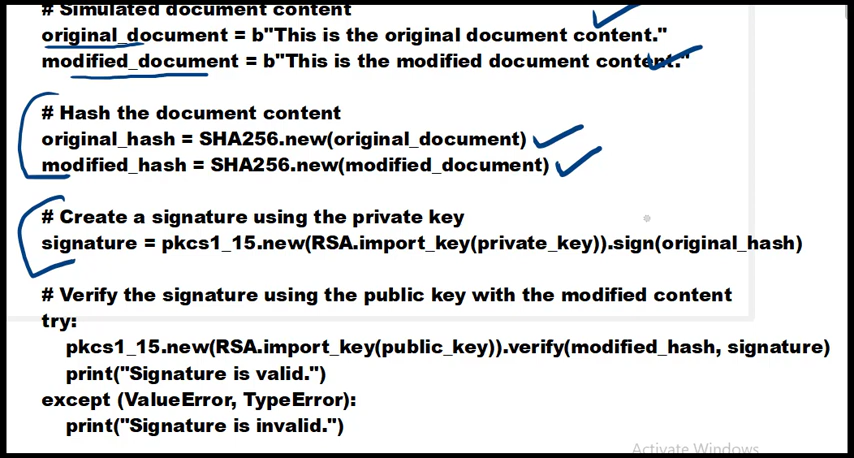 # Simulated document content
original_document = b"This is the original document content."
modified_document = b"This is the modified document content."
# Hash the document content
original_hash = SHA256.new(original_document)
modified_hash = SHA256.new(modified_document)
# Create a signature using the private key
signature = pkcs1_15.new(RSA.import_key(private_key)).sign(original_hash)
# Verify the signature using the public key with the modified content
try:
pkcs1_15.new(RSA.import_key(public_key)).verify(modified_hash, signature)
print("Signature is valid.")
except (ValueError, TypeError):
print("Signature is invalid.")
Activate Windows